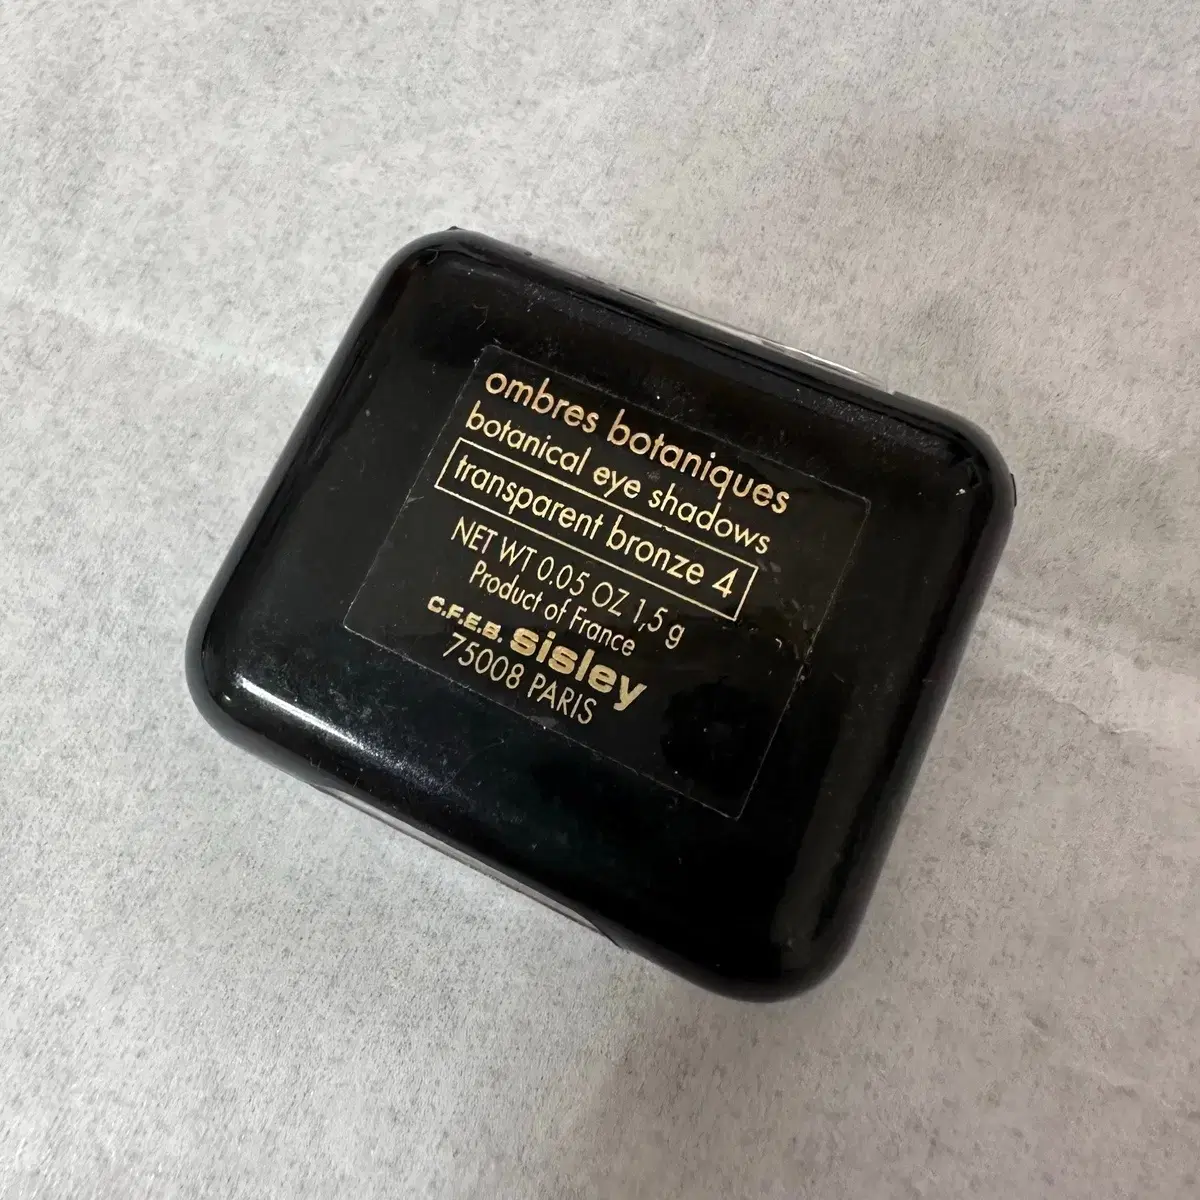 ombres botaniques
botanical eye shadows
transparent bronze 4
NET WT 0.05 OZ 1,5 g
Product of France
C.F.E.B. sisley
75008 PARIS